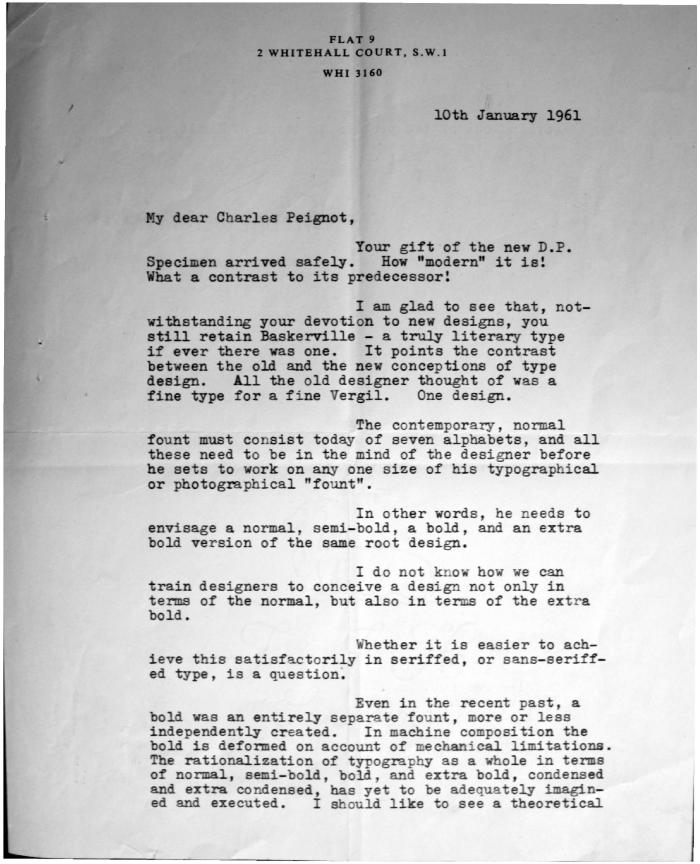 FLAT 9
2 WHITEHALL COURT, S.W.1
WHI 3160
10th January 1961
My dear Charles Peignot,
Your gift of the new D.P.
Specimen arrived safely. How "modern" it is!
What a contrast to its predecessor!
I am glad to see that, not-
withstanding your devotion to new designs, you
still retain Baskerville - a truly literary type
if ever there was one. It points the contrast
between the old and the new conceptions of type
design. All the old designer thought of was a
fine type for a fine Vergil. One design.
The contemporary, normal
fount must consist today of seven alphabets, and all
these need to be in the mind of the designer before
he sets to work on any one size of his typographical
or photographical "fount".
In other words, he needs to
envisage a normal, semi-bold, a bold, and an extra
bold version of the same root design.
I do not know how we can
train designers to conceive a design not only in
terms of the normal, but also in terms of the extra
bold.
Whether it is easier to ach-
ieve this satisfactorily in seriffed, or sans-seriff-
ed type, is a question.
Even in the recent past, a
bold was an entirely separate fount, more or less
independently created. In machine composition the
bold is deformed on account of mechanical limitations.
The rationalization of typography as a whole in terms
of normal, semi-bold, bold, and extra bold, condensed
and extra condensed, has yet to be adequately imagin-
ed and executed. I should like to see a theoretical